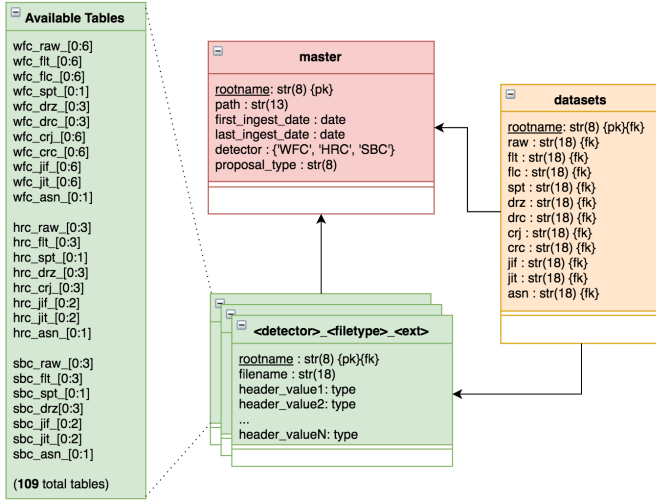 Available Tables
wfc_raw_[0:6]
wfc_flt_[0:6]
wfc_flc_[0:6]
wfc_spt_[0:1]
wfc_drz_[0:3]
wfc_drc_[0:3]
wfc_crj_[0:6]
wfc_crc_[0:6]
wfc_jif_[0:6]
wfc_jit_[0:6]
wfc_asn_[0:1]
hrc_raw_[0:3]
hrc_flt_[0:3]
hrc_spt_[0:1]
hrc_drz_[0:3]
hrc_crj_[0:3]
hrc_jif_[0:2]
hrc_jit_[0:2]
hrc_asn_[0:1]
sbc_raw_[0:3]
sbc_flt_[0:3]
sbc_spt_[0:1]
sbc_drz[0:3]
sbc_jif_[0:2]
sbc_jit_[0:2]
sbc_asn_[0:1]
(109 total tables)
master
rootname: str(8) {pk}
path : str(13)
first_ingest_date : date
last_ingest_date : date
detector : {'WFC', 'HRC', 'SBC'}
proposal_type : str(8)
datasets
rootname: str(8) {pk}{fk}
raw : str(18) {fk}
flt : str(18) {fk}
flc : str(18) {fk}
spt : str(18) {fk}
drz : str(18) {fk}
drc : str(18) {fk}
crj : str(18) {fk}
crc : str(18) {fk}
jif : str(18) {fk}
jit : str(18) {fk}
asn : str(18) {fk}
<detector>_<filetype>_<ext>
rootname : str(8) {pk}{fk}
filename : str(18)
header_value1: type
header_value2: type
...
header_valueN: type